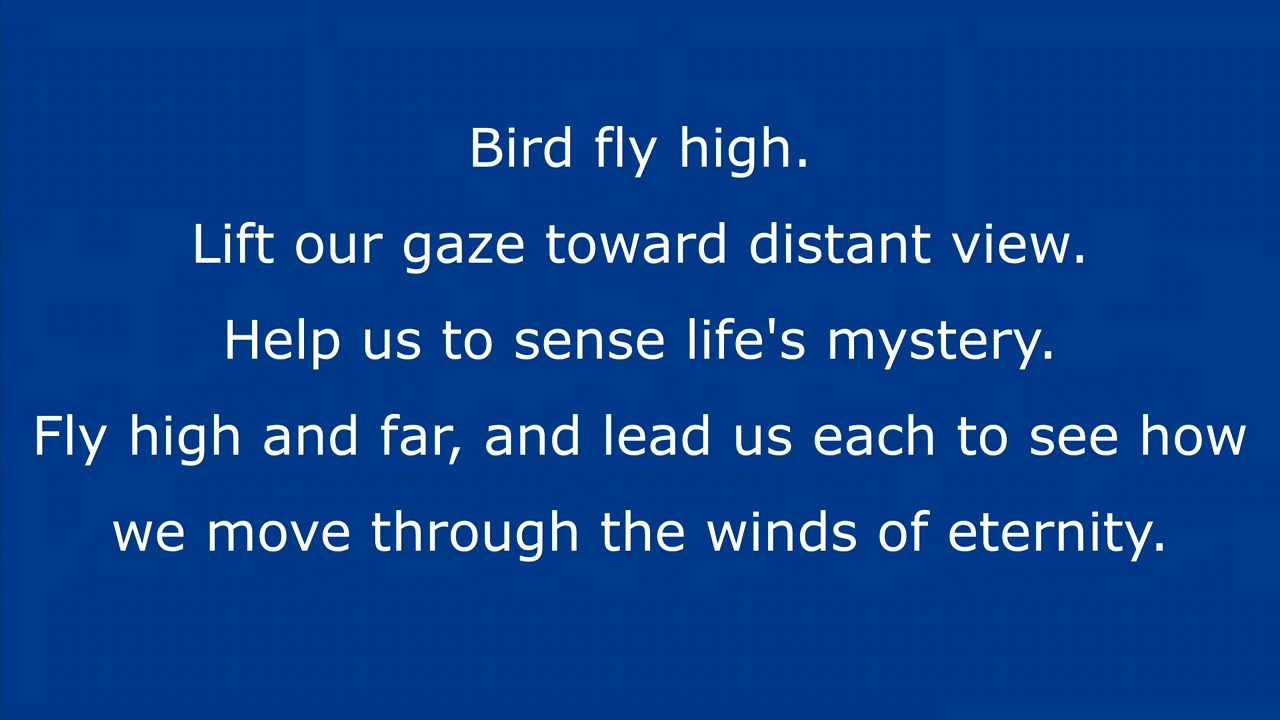 Bird fly high.
Lift our gaze toward distant view.
Help us to sense life's mystery.
Fly high and far, and lead us each to see how
we move through the winds of eternity.